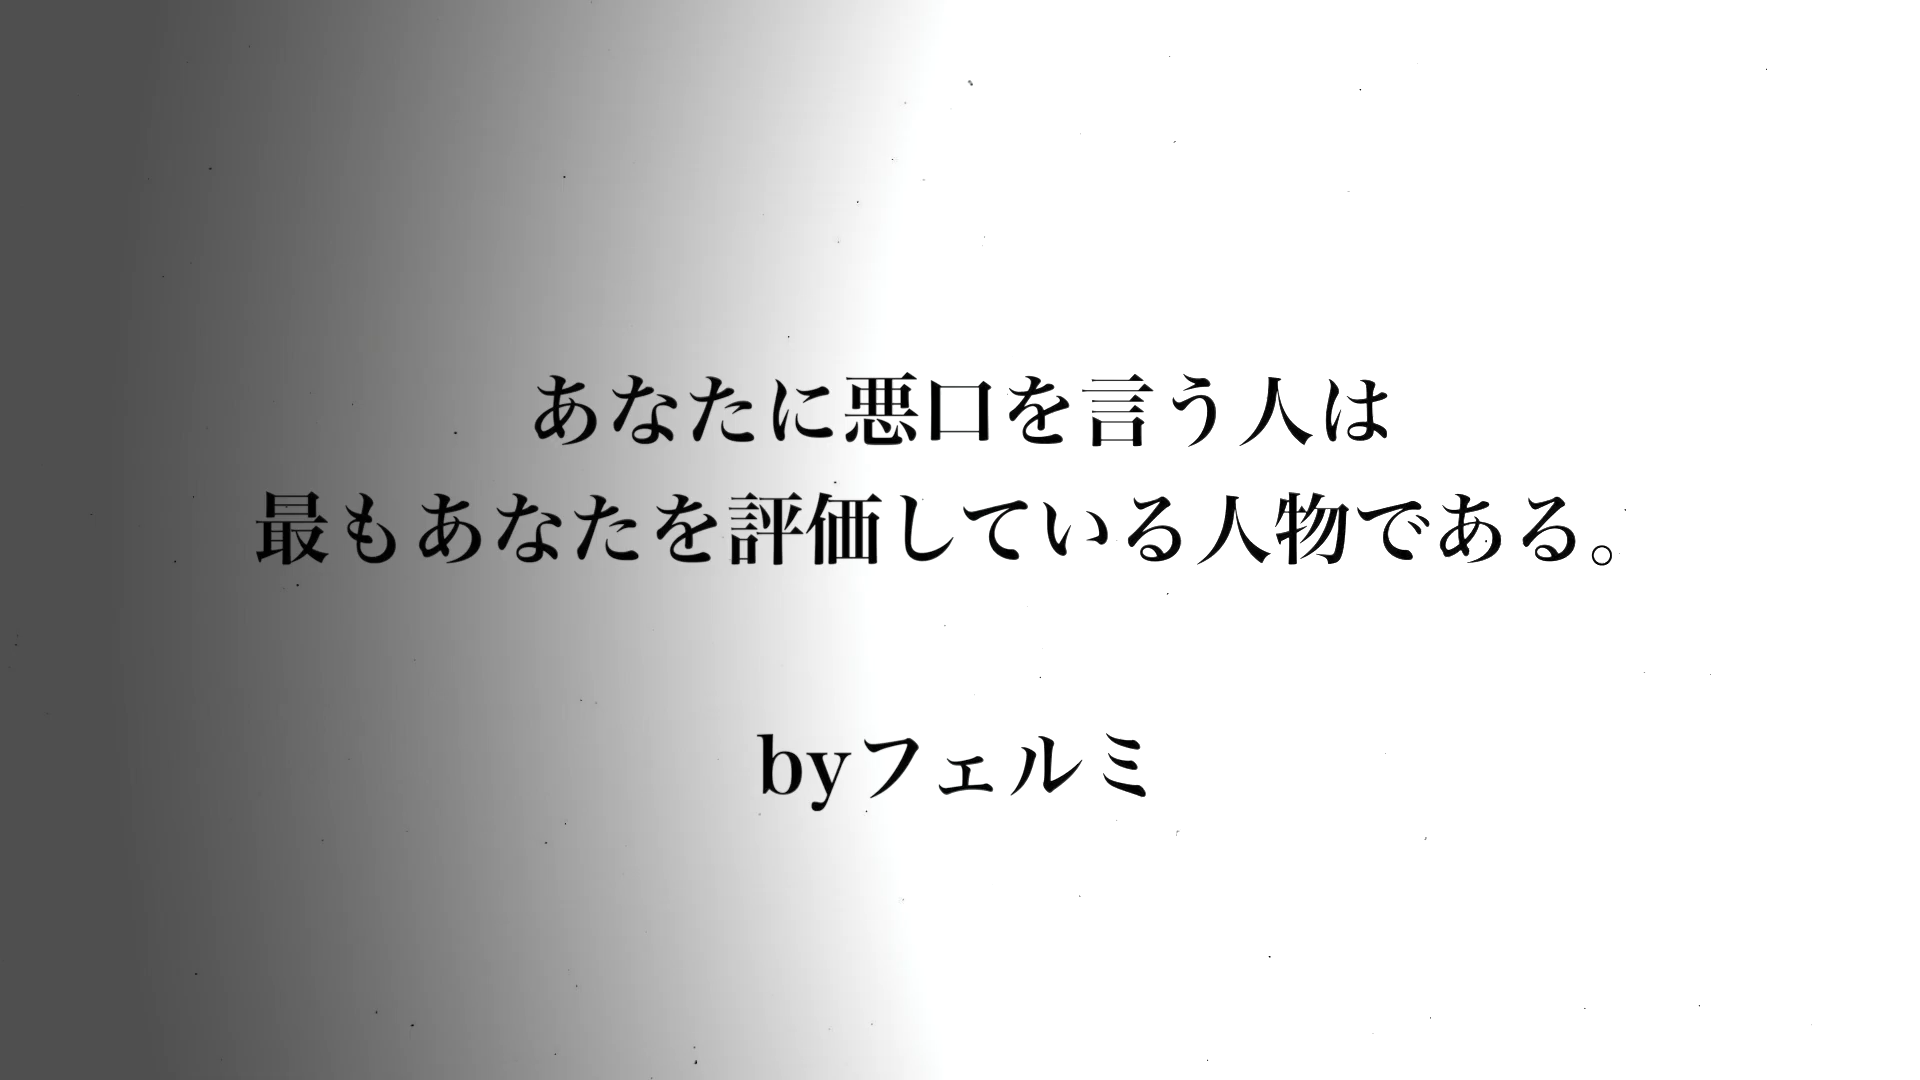 あなたに悪口を言う人は
最もあなたを評価している人物である。
byフェルミ